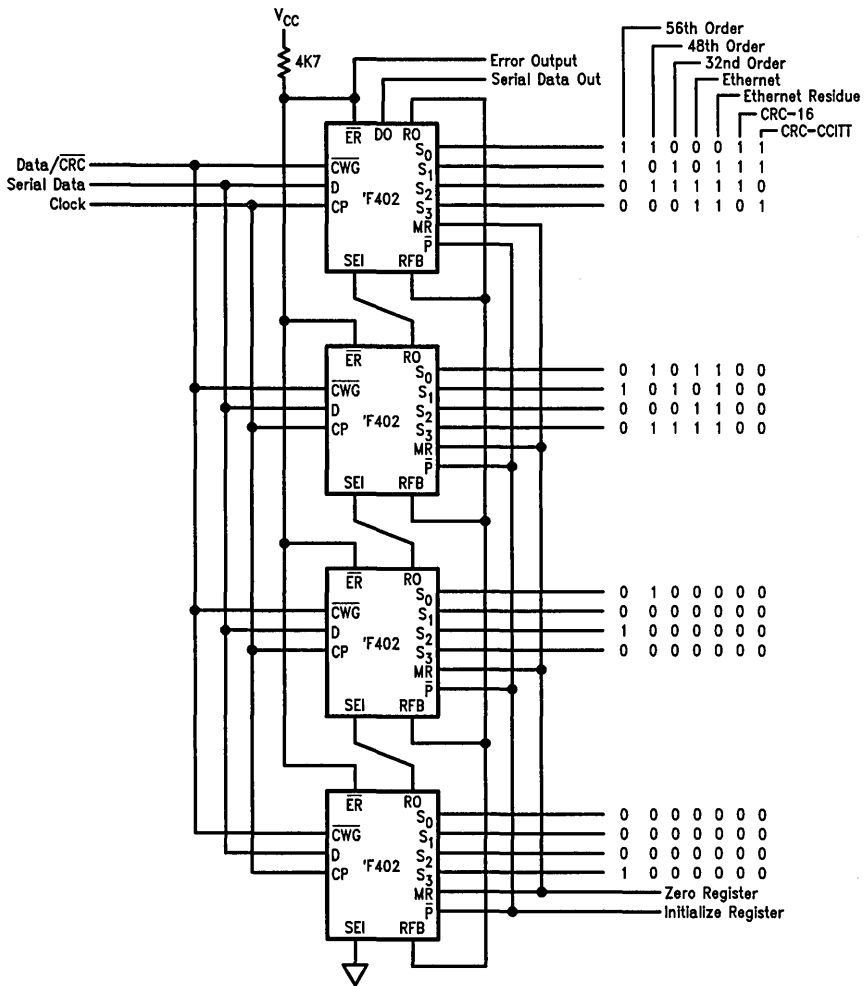 V_CC
4K7
56th Order
48th Order
32nd Order
Ethernet
Ethernet Residue
CRC-16
CRC-CCITT
Error Output
Serial Data Out
E̅R̅ DO RO
Data/C̅R̅C̅
Serial Data
Clock
C̅W̅G̅
D
CP
'F402
S₀ 1 1 0 0 0 1 1
S₁ 1 0 1 0 1 1 1
S₂ 0 1 1 1 1 1 0
S₃ 0 0 0 1 1 0 1
MR
P̅
SEI RFB
E̅R̅ RO
C̅W̅G̅
D
CP
'F402
S₀ 0 1 0 1 1 0 0
S₁ 1 0 1 0 1 0 0
S₂ 0 0 0 1 1 0 0
S₃ 0 1 1 1 1 0 0
MR
P̅
SEI RFB
E̅R̅ RO
C̅W̅G̅
D
CP
'F402
S₀ 0 1 0 0 0 0 0
S₁ 0 0 0 0 0 0 0
S₂ 1 0 0 0 0 0 0
S₃ 0 0 0 0 0 0 0
MR
P̅
SEI RFB
E̅R̅ RO
C̅W̅G̅
D
CP
'F402
S₀ 0 0 0 0 0 0 0
S₁ 0 0 0 0 0 0 0
S₂ 0 0 0 0 0 0 0
S₃ 1 0 0 0 0 0 0
MR Zero Register
P̅ Initialize Register
SEI RFB